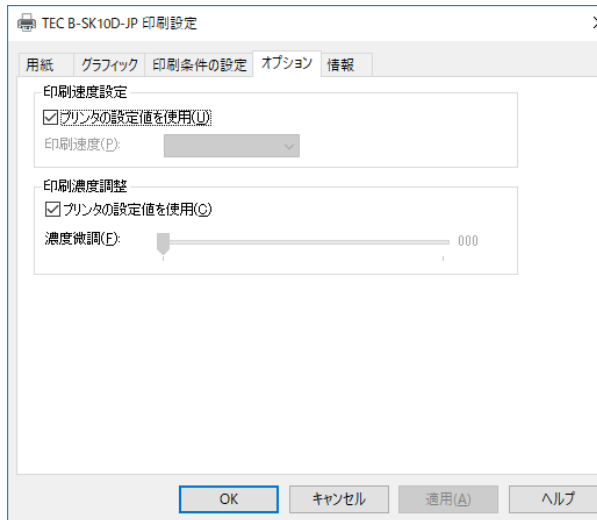 TEC B-SK10D-JP 印刷設定
用紙 グラフィック 印刷条件の設定 オプション 情報
印刷速度設定
プリンタの設定値を使用(U)
印刷速度(P):
印刷濃度調整
プリンタの設定値を使用(C)
濃度微調(F): 000
OK キャンセル 適用(A) ヘルプ